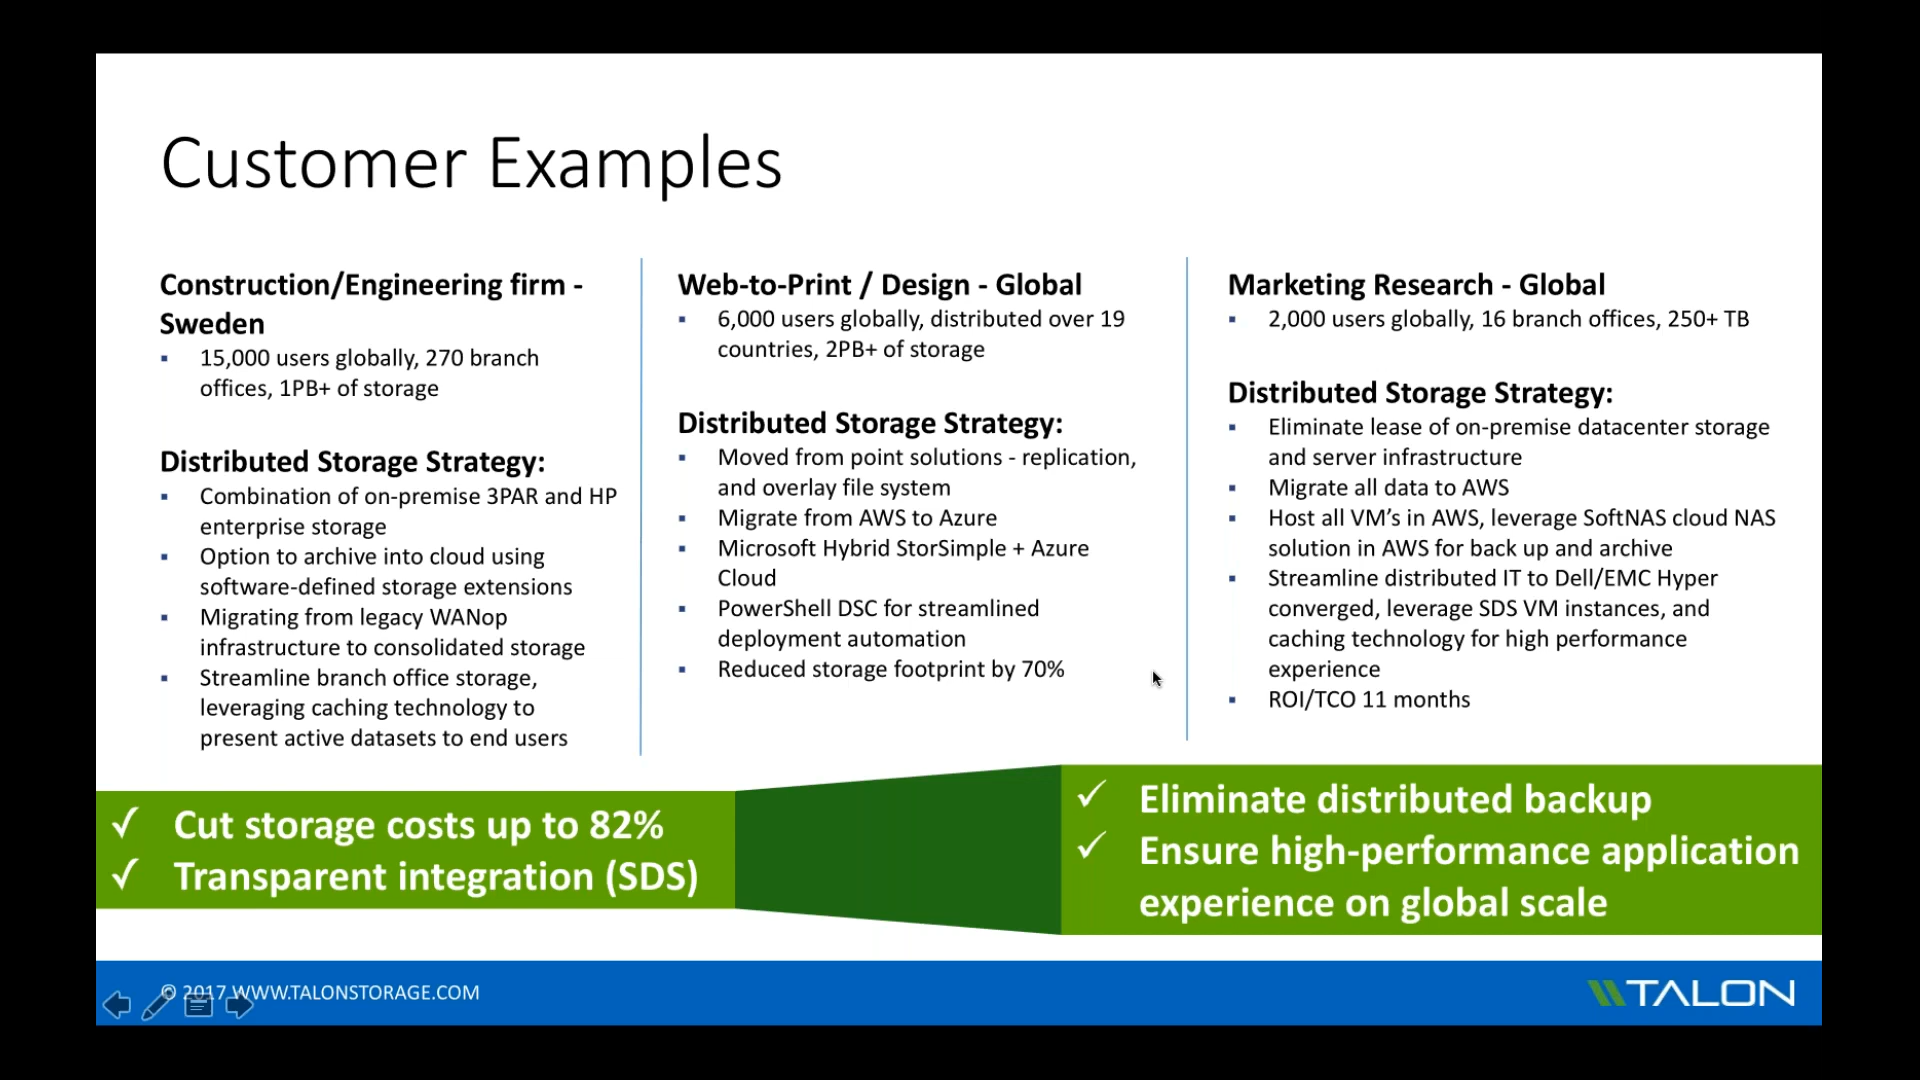 Customer Examples
Construction/Engineering firm -
Sweden
▪ 15,000 users globally, 270 branch
offices, 1PB+ of storage
Distributed Storage Strategy:
▪ Combination of on-premise 3PAR and HP
enterprise storage
▪ Option to archive into cloud using
software-defined storage extensions
▪ Migrating from legacy WANop
infrastructure to consolidated storage
▪ Streamline branch office storage,
leveraging caching technology to
present active datasets to end users
Web-to-Print / Design - Global
▪ 6,000 users globally, distributed over 19
countries, 2PB+ of storage
Distributed Storage Strategy:
▪ Moved from point solutions - replication,
and overlay file system
▪ Migrate from AWS to Azure
▪ Microsoft Hybrid StorSimple + Azure
Cloud
▪ PowerShell DSC for streamlined
deployment automation
▪ Reduced storage footprint by 70%
Marketing Research - Global
▪ 2,000 users globally, 16 branch offices, 250+ TB
Distributed Storage Strategy:
▪ Eliminate lease of on-premise datacenter storage
and server infrastructure
▪ Migrate all data to AWS
▪ Host all VM’s in AWS, leverage SoftNAS cloud NAS
solution in AWS for back up and archive
▪ Streamline distributed IT to Dell/EMC Hyper
converged, leverage SDS VM instances, and
caching technology for high performance
experience
▪ ROI/TCO 11 months
✓ Cut storage costs up to 82%
✓ Transparent integration (SDS)
✓ Eliminate distributed backup
✓ Ensure high-performance application
experience on global scale
© 2017 WWW.TALONSTORAGE.COM
TALON